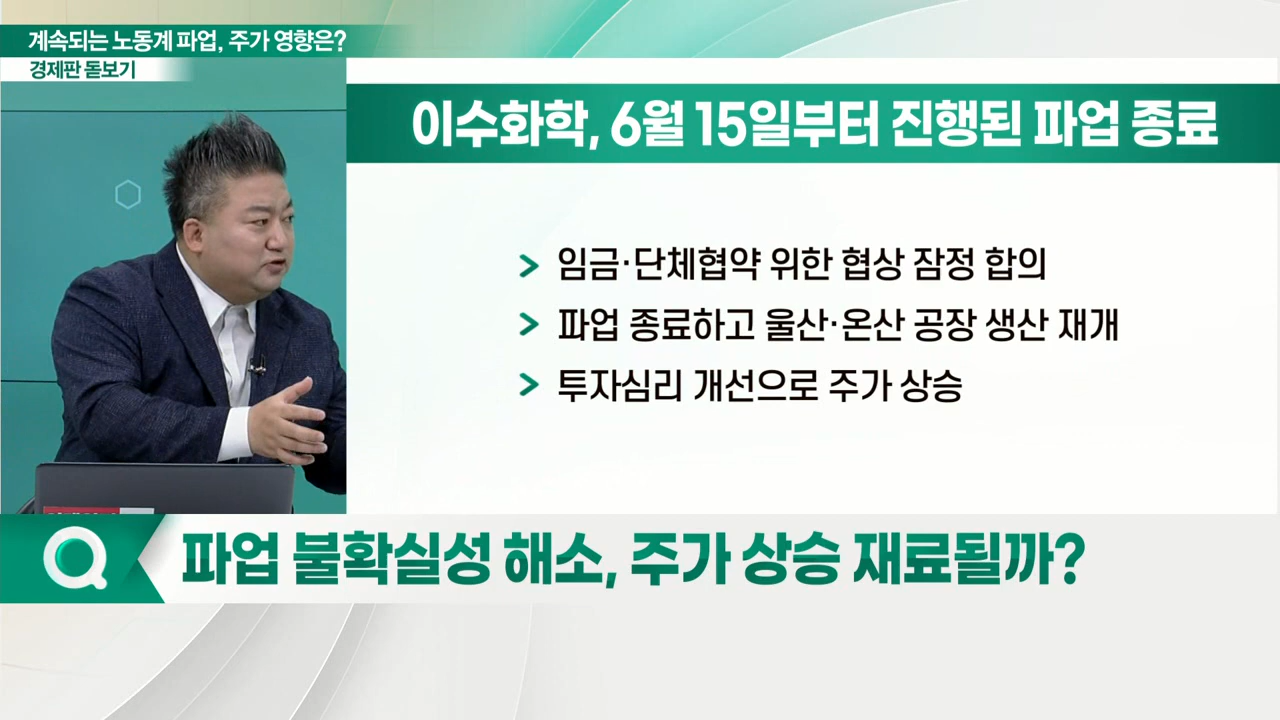 계속되는 노동계 파업, 주가 영향은?
경제판 돋보기
이수화학, 6월 15일부터 진행된 파업 종료
> 임금·단체협약 위한 협상 잠정 합의
> 파업 종료하고 울산·온산 공장 생산 재개
> 투자심리 개선으로 주가 상승
파업 불확실성 해소, 주가 상승 재료될까?